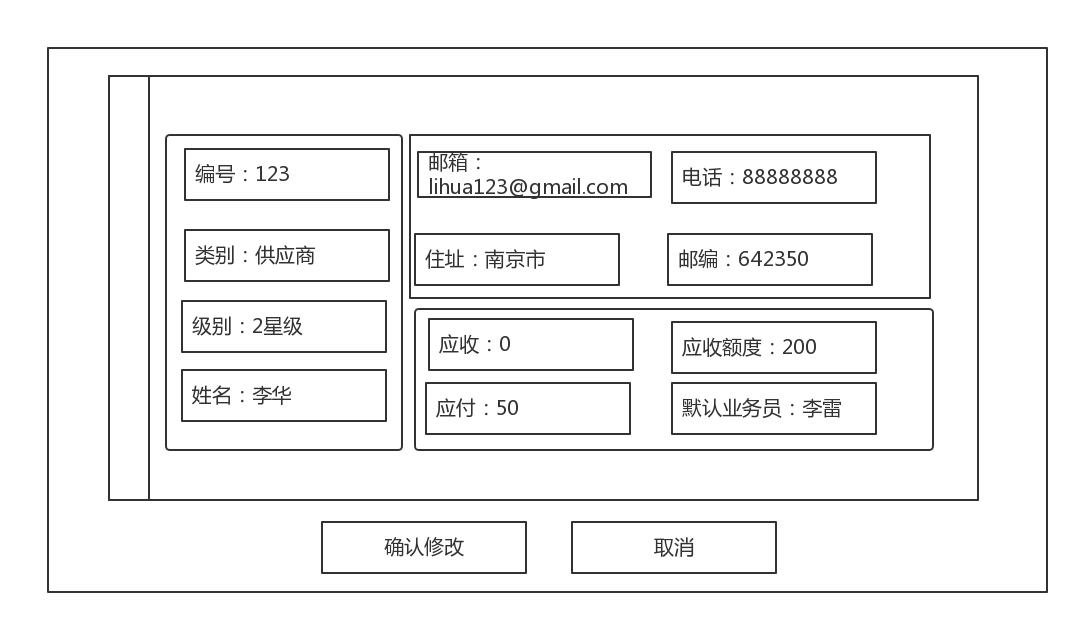 编号：123
类别：供应商
级别：2星级
姓名：李华
邮箱：
lihua123@gmail.com
电话：88888888
住址：南京市
邮编：642350
应收：0
应收额度：200
应付：50
默认业务员：李雷
确认修改
取消